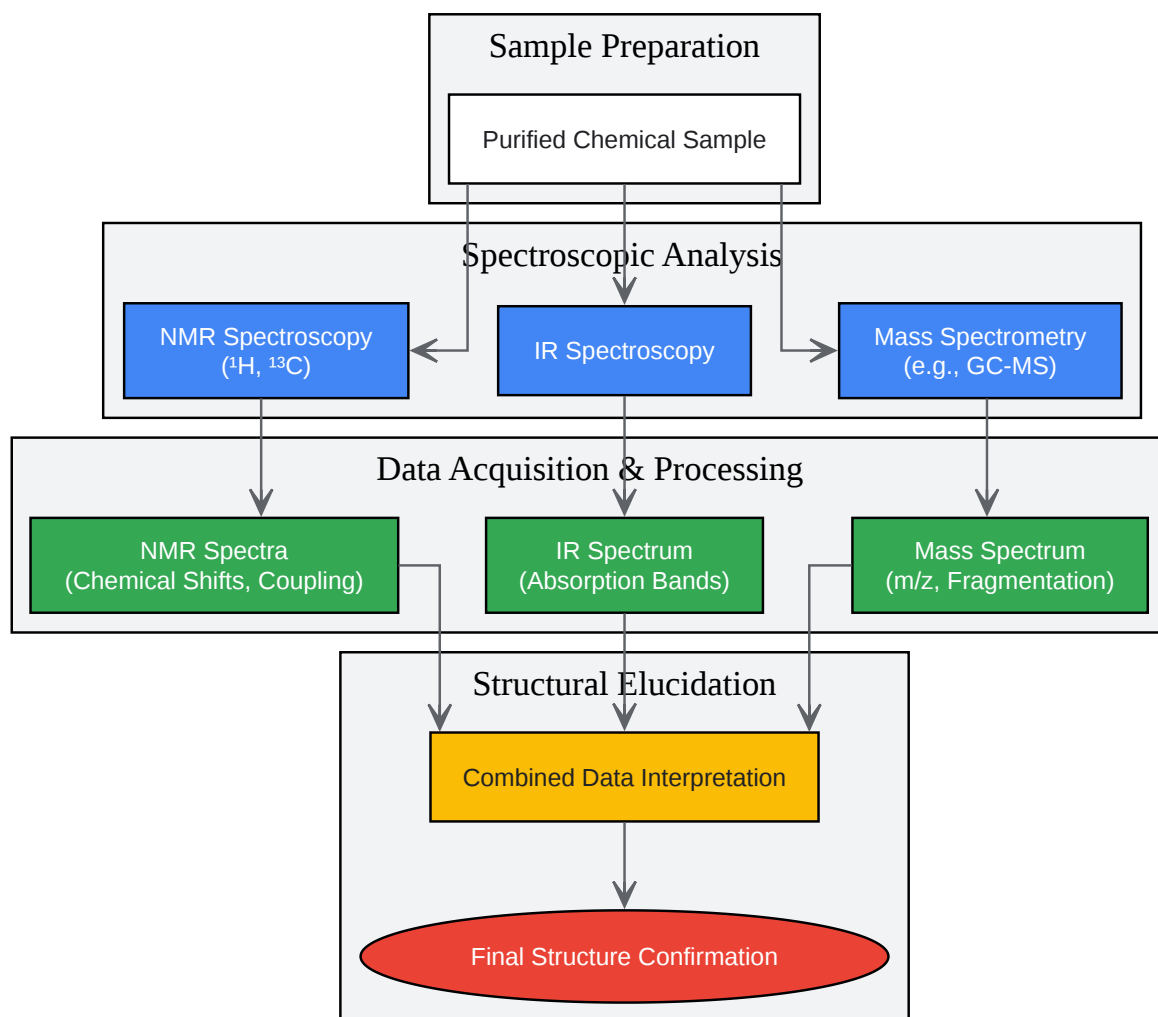 Sample Preparation
Purified Chemical Sample
Spectroscopic Analysis
NMR Spectroscopy
(¹H, ¹³C)
IR Spectroscopy
Mass Spectrometry
(e.g., GC-MS)
Data Acquisition & Processing
NMR Spectra
(Chemical Shifts, Coupling)
IR Spectrum
(Absorption Bands)
Mass Spectrum
(m/z, Fragmentation)
Structural Elucidation
Combined Data Interpretation
Final Structure Confirmation